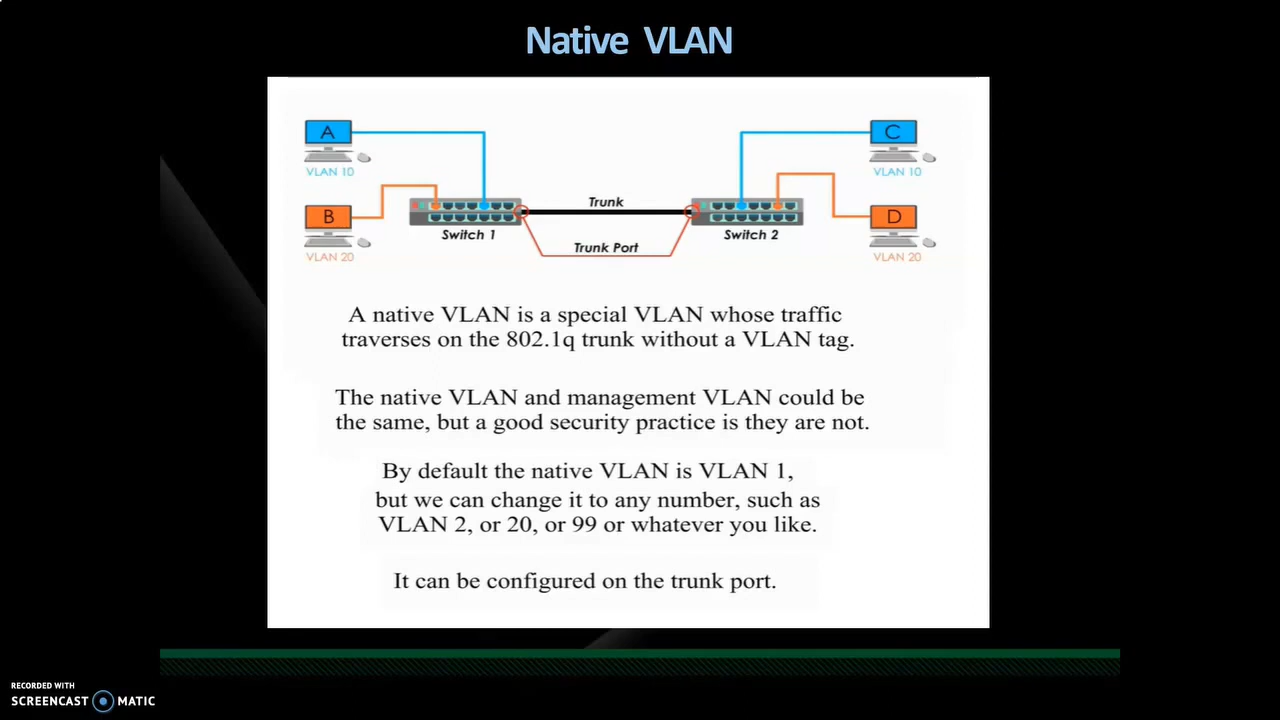 Native VLAN
A
C
VLAN 10
VLAN 10
Trunk
B
D
Switch 1
Switch 2
Trunk Port
VLAN 20
VLAN 20
A native VLAN is a special VLAN whose traffic
traverses on the 802.1q trunk without a VLAN tag.
The native VLAN and management VLAN could be
the same, but a good security practice is they are not.
By default the native VLAN is VLAN 1,
but we can change it to any number, such as
VLAN 2, or 20, or 99 or whatever you like.
It can be configured on the trunk port.
RECORDED WITH
SCREENCAST MATIC